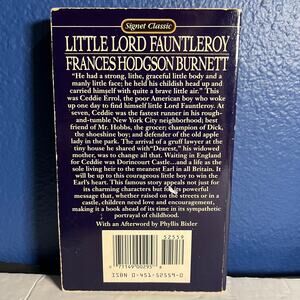 Signet Classic
LITTLE LORD FAUNTLEROY
FRANCES HODGSON BURNETT
"He had a strong, lithe, graceful little body and a
manly little face; he held his childish head up and
carried himself with quite a brave little air." This
was Ceddie Errol, the poor American boy who woke
up one day to find himself little Lord Fauntleroy. At
seven, Ceddie was the fastest runner in his rough-
and-tumble New York City neighborhood; best
friend of Mr. Hobbs, the grocer; champion of Dick,
the shoeshine boy; and defender of the old apple
lady in the park. The arrival of a gruff lawyer at the
tiny house he shared with "Dearest," his widowed
mother, was to change all that. Waiting in England
for Ceddie was Dorincourt Castle...and a life as the
sole living heir to the meanest Earl in all Britain. It
will be up to this courageous little boy to win the
Earl's heart. This famous story appeals not just for
its charming characters but for its powerful message
that, whether raised on the streets or in a
castle, children need love and encouragement,
making it a book ahead of its time in its sympathetic
portrayal of childhood.
With an Afterword by Phyllis Bixler
52559
0
71149 00295
6
ISBN 0-451-52559-0